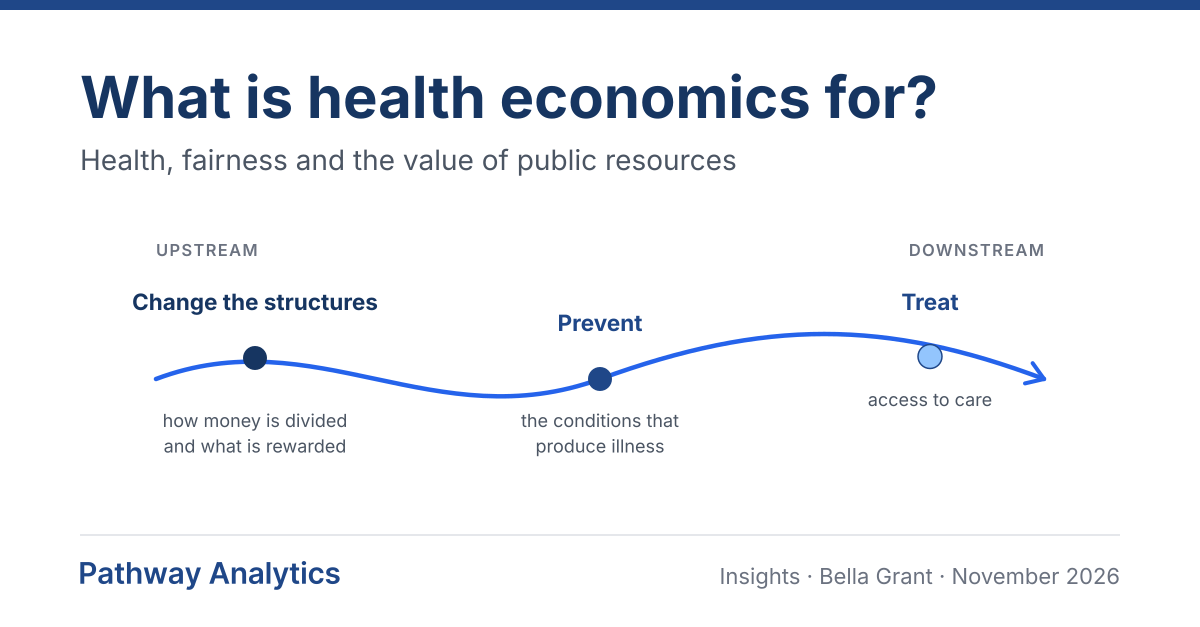 What is health economics for?
Health, fairness and the value of public resources
UPSTREAM
DOWNSTREAM
Change the structures
Prevent
Treat
how money is divided
and what is rewarded
the conditions that
produce illness
access to care
Pathway Analytics
Insights · Bella Grant · November 2026